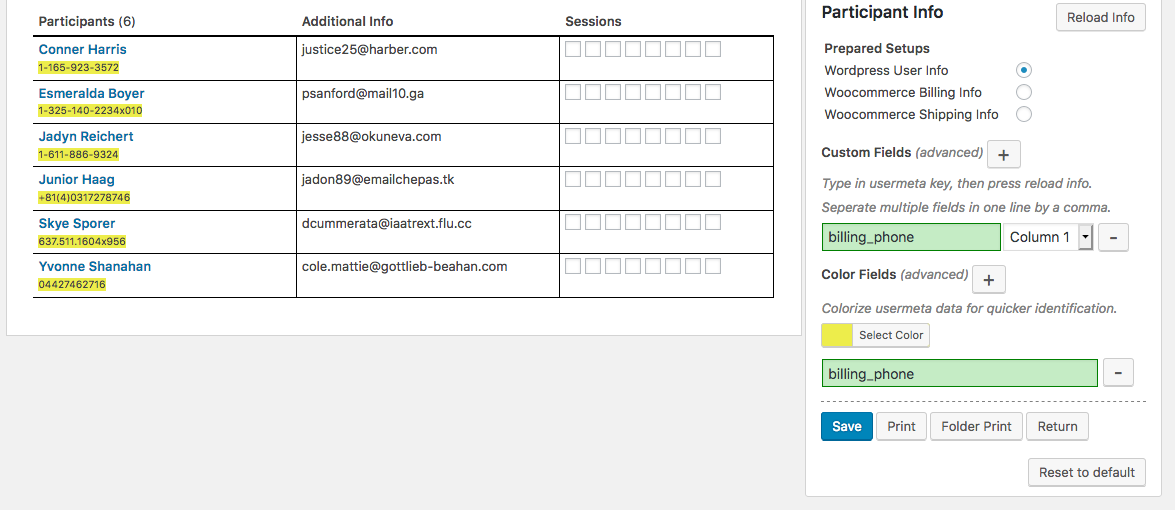 Participants (6) Additional Info Sessions
Conner Harris justice25@harber.com
1-165-923-3572
Esmeralda Boyer psanford@mail10.ga
1-325-140-2234x010
Jadyn Reichert jesse88@okuneva.com
1-611-886-9324
Junior Haag jadon89@emailchepas.tk
+81(4)0317278746
Skye Sporer dcummerata@iaatrext.flu.cc
637.511.1604x956
Yvonne Shanahan cole.mattie@gottlieb-beahan.com
04427462716
Participant Info Reload Info
Prepared Setups
Wordpress User Info
Woocommerce Billing Info
Woocommerce Shipping Info
Custom Fields (advanced) +
Type in usermeta key, then press reload info.
Seperate multiple fields in one line by a comma.
billing_phone Column 1 -
Color Fields (advanced) +
Colorize usermeta data for quicker identification.
Select Color
billing_phone -
Save Print Folder Print Return
Reset to default